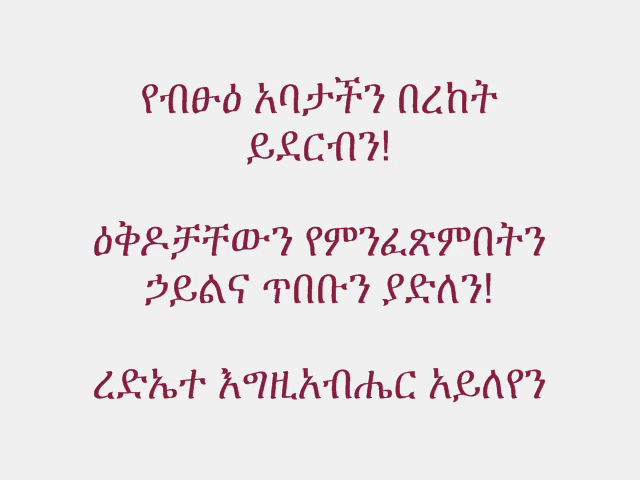 የብፁዕ አባታችን በረከት
ይደርብን!
ዕቅዶቻቸውን የምንፈጽምበትን
ኃይልና ጥበቡን ያድለን!
ረድኤተ እግዚአብሔር አይለየን